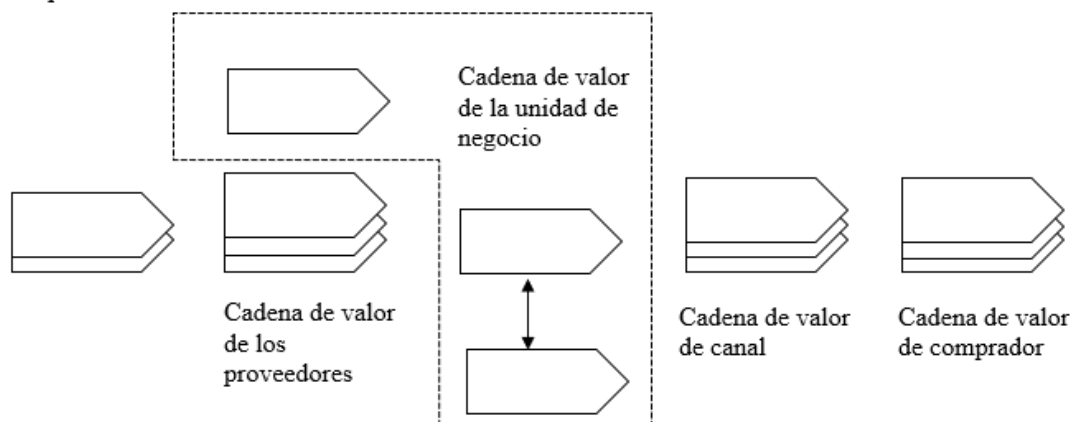 Cadena de valor
de la unidad de
negocio
Cadena de valor
de los
proveedores
Cadena de valor
de canal
Cadena de valor
de comprador